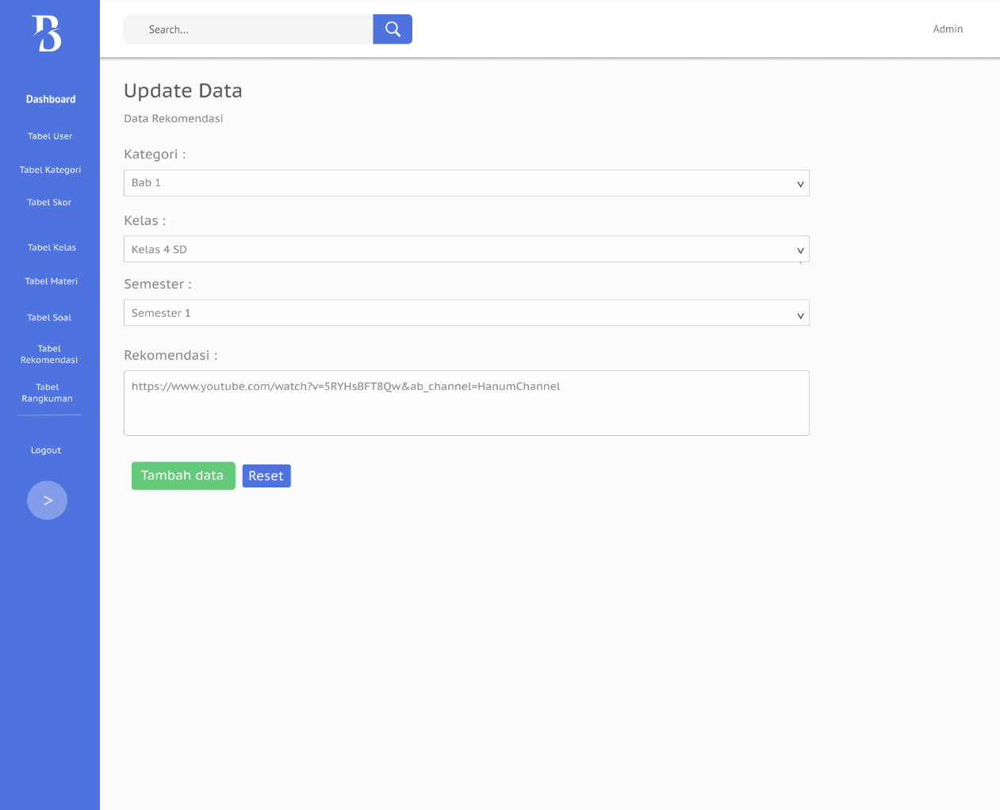 B
Search...
Admin
Dashboard
Tabel User
Tabel Kategori
Tabel Skor
Tabel Kelas
Tabel Materi
Tabel Soal
Tabel
Rekomendasi
Tabel
Rangkuman
Logout
>
Update Data
Data Rekomendasi
Kategori :
Bab 1
Kelas :
Kelas 4 SD
Semester :
Semester 1
Rekomendasi :
https://www.youtube.com/watch?v=5RYHsBFT8Qw&ab_channel=HanumChannel
Tambah data
Reset